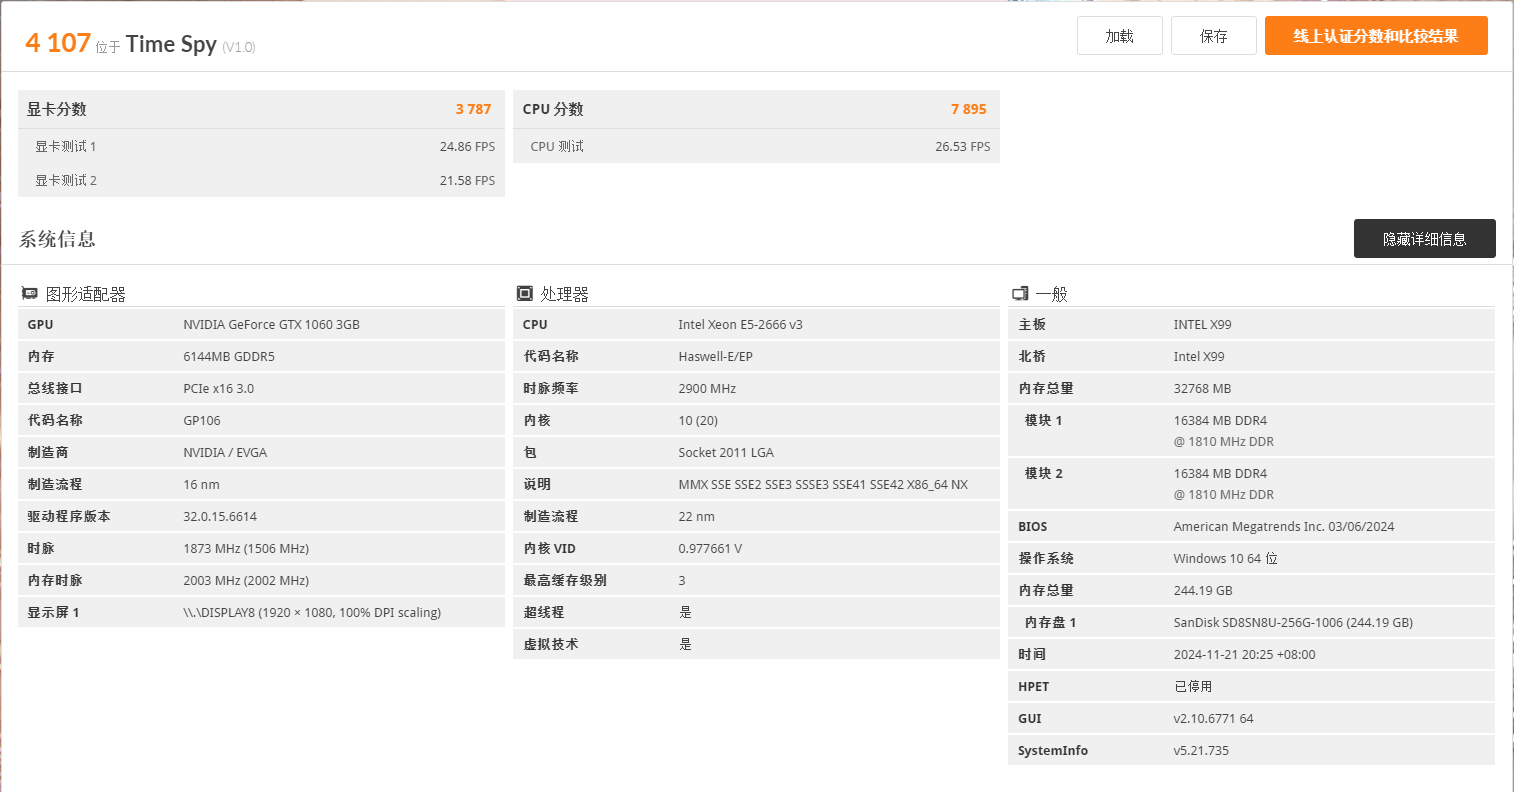 4 107 位于 Time Spy (V1.0)
加载
保存
线上认证分数和比较结果
显卡分数 3 787
显卡测试 1 24.86 FPS
显卡测试 2 21.58 FPS
CPU 分数 7 895
CPU 测试 26.53 FPS
系统信息
隐藏详细信息
图形适配器
GPU NVIDIA GeForce GTX 1060 3GB
内存 6144MB GDDR5
总线接口 PCIe x16 3.0
代码名称 GP106
制造商 NVIDIA / EVGA
制造流程 16 nm
驱动程序版本 32.0.15.6614
时脉 1873 MHz (1506 MHz)
内存时脉 2003 MHz (2002 MHz)
显示屏 1 \\.\DISPLAY8 (1920 × 1080, 100% DPI scaling)
处理器
CPU Intel Xeon E5-2666 v3
代码名称 Haswell-E/EP
时脉频率 2900 MHz
内核 10 (20)
包 Socket 2011 LGA
说明 MMX SSE SSE2 SSE3 SSSE3 SSE41 SSE42 X86_64 NX
制造流程 22 nm
内核 VID 0.977661 V
最高缓存级别 3
超线程 是
虚拟技术 是
一般
主板 INTEL X99
北桥 Intel X99
内存总量 32768 MB
模块 1 16384 MB DDR4
@ 1810 MHz DDR
模块 2 16384 MB DDR4
@ 1810 MHz DDR
BIOS American Megatrends Inc. 03/06/2024
操作系统 Windows 10 64 位
内存总量 244.19 GB
内存盘 1 SanDisk SD8SN8U-256G-1006 (244.19 GB)
时间 2024-11-21 20:25 +08:00
HPET 已停用
GUI v2.10.6771 64
SystemInfo v5.21.735